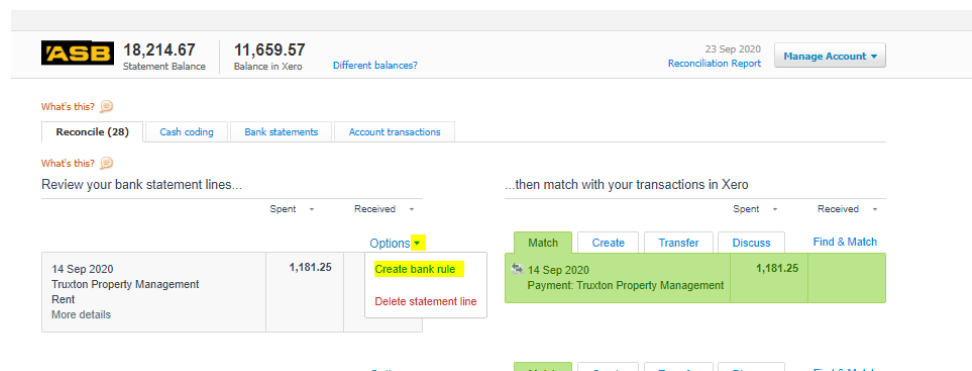 ASB
18,214.67
Statement Balance
11,659.57
Balance in Xero
Different balances?
23 Sep 2020
Reconciliation Report
Manage Account
What's this?
Reconcile (28) Cash coding Bank statements Account transactions
What's this?
Review your bank statement lines...
...then match with your transactions in Xero
Spent Received
Spent Received
Options
Match Create Transfer Discuss Find & Match
14 Sep 2020
Truxton Property Management
Rent
More details
1,181.25
Create bank rule
Delete statement line
14 Sep 2020
Payment: Truxton Property Management
1,181.25